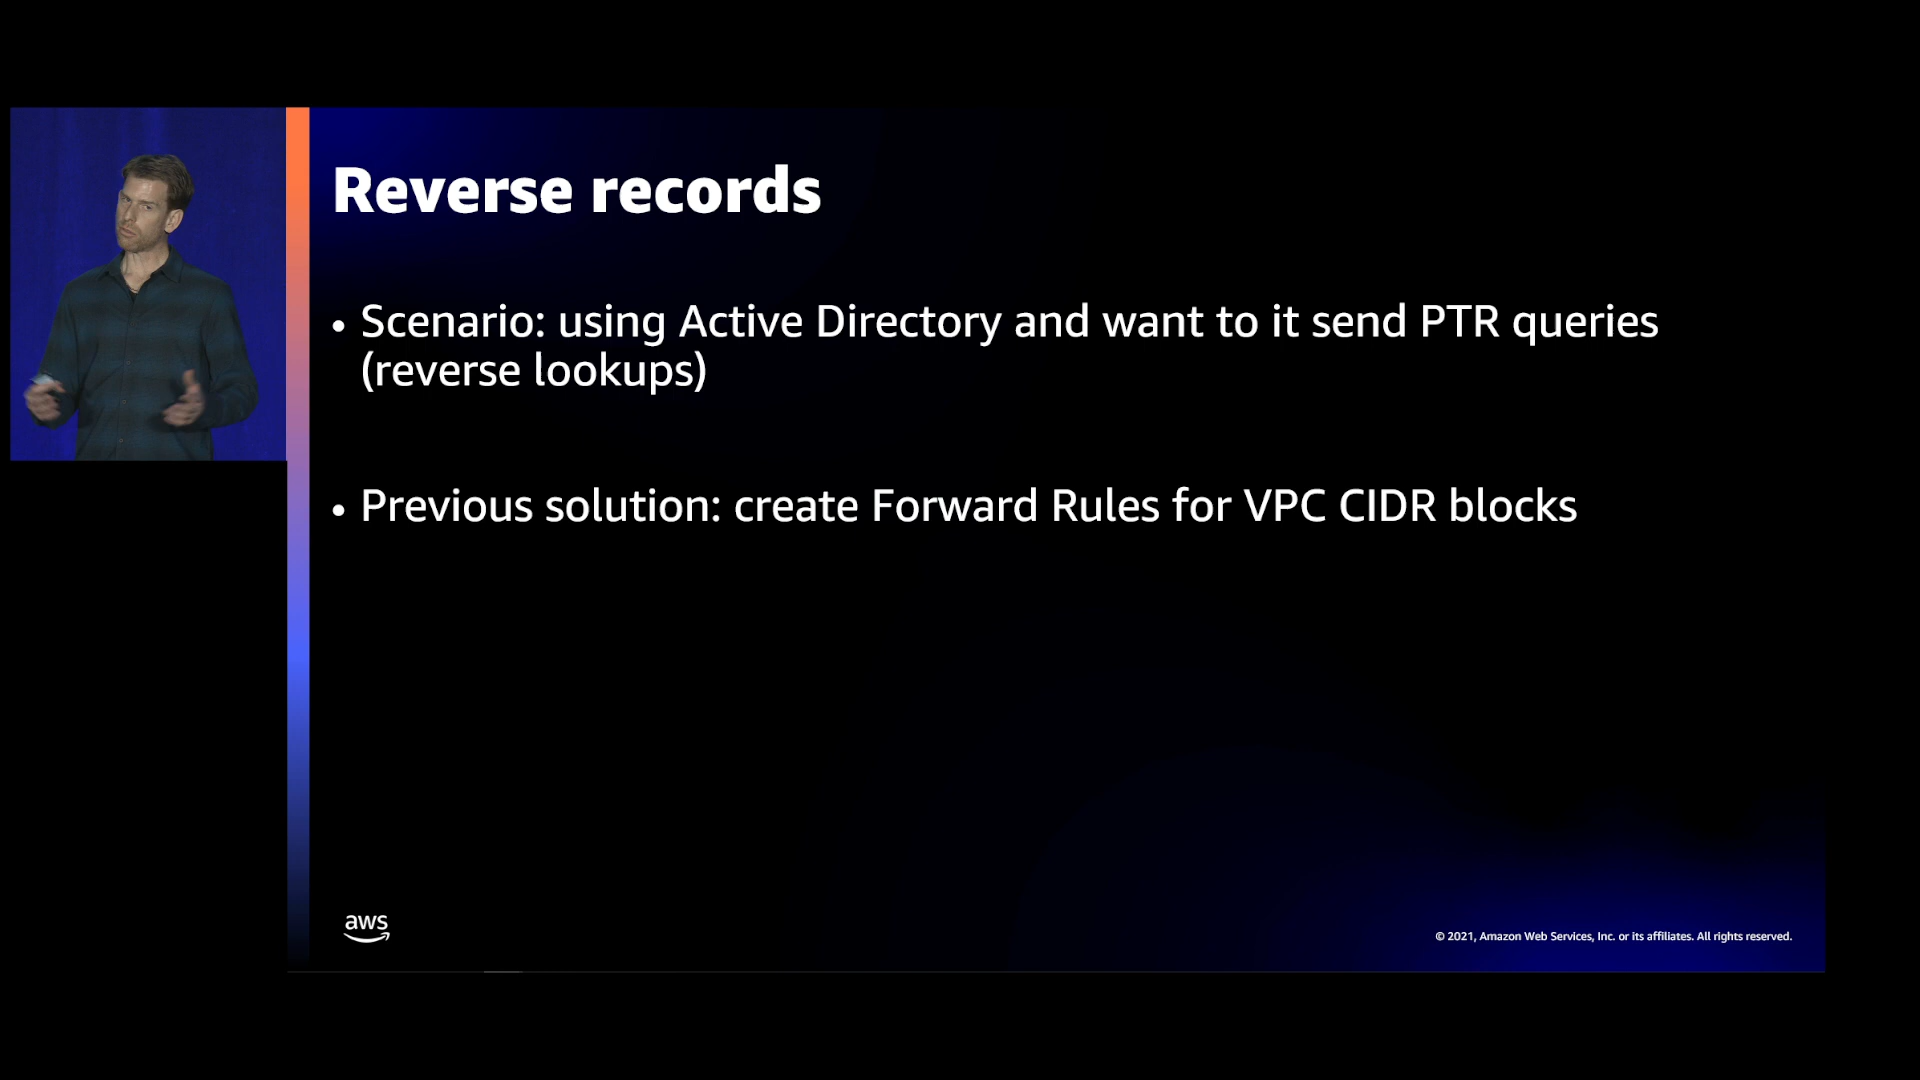 Reverse records
• Scenario: using Active Directory and want to it send PTR queries
(reverse lookups)
• Previous solution: create Forward Rules for VPC CIDR blocks
aws
© 2021, Amazon Web Services, Inc. or its affiliates. All rights reserved.